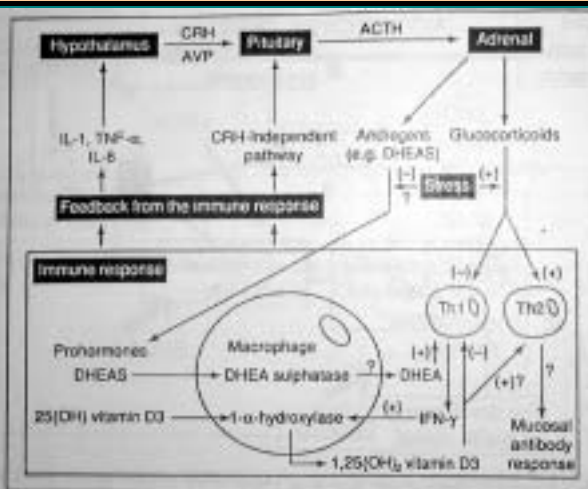 Hypothalamus
CRH
AVP
Pituitary
ACTH
Adrenal
IL-1, TNF-α,
IL-6
CRH-Independent
pathway
Androgens
(e.g. DHEAS)
Glucocorticoids
(–)
?
Stress
(+)
Feedback from the immune response
Immune response
(–)
(+)
Th1
Th2
Prohormones
Macrophage
(+)
(–)
?
DHEAS
DHEA sulphatase
?
DHEA
(+)?
25(OH) vitamin D3
1-α-hydroxylase
(+)
IFN-γ
Mucosal
antibody
response
1,25(OH)₂ vitamin D3